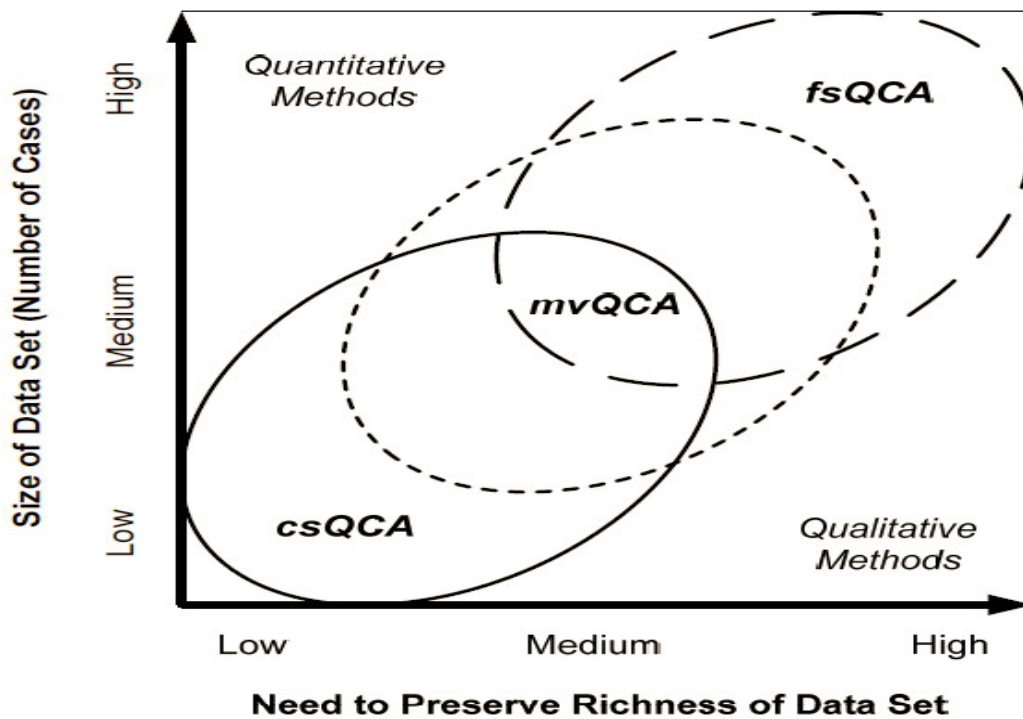 Size of Data Set (Number of Cases)
High
Medium
Low
Quantitative
Methods
fsQCA
mvQCA
csQCA
Qualitative
Methods
Low
Medium
High
Need to Preserve Richness of Data Set